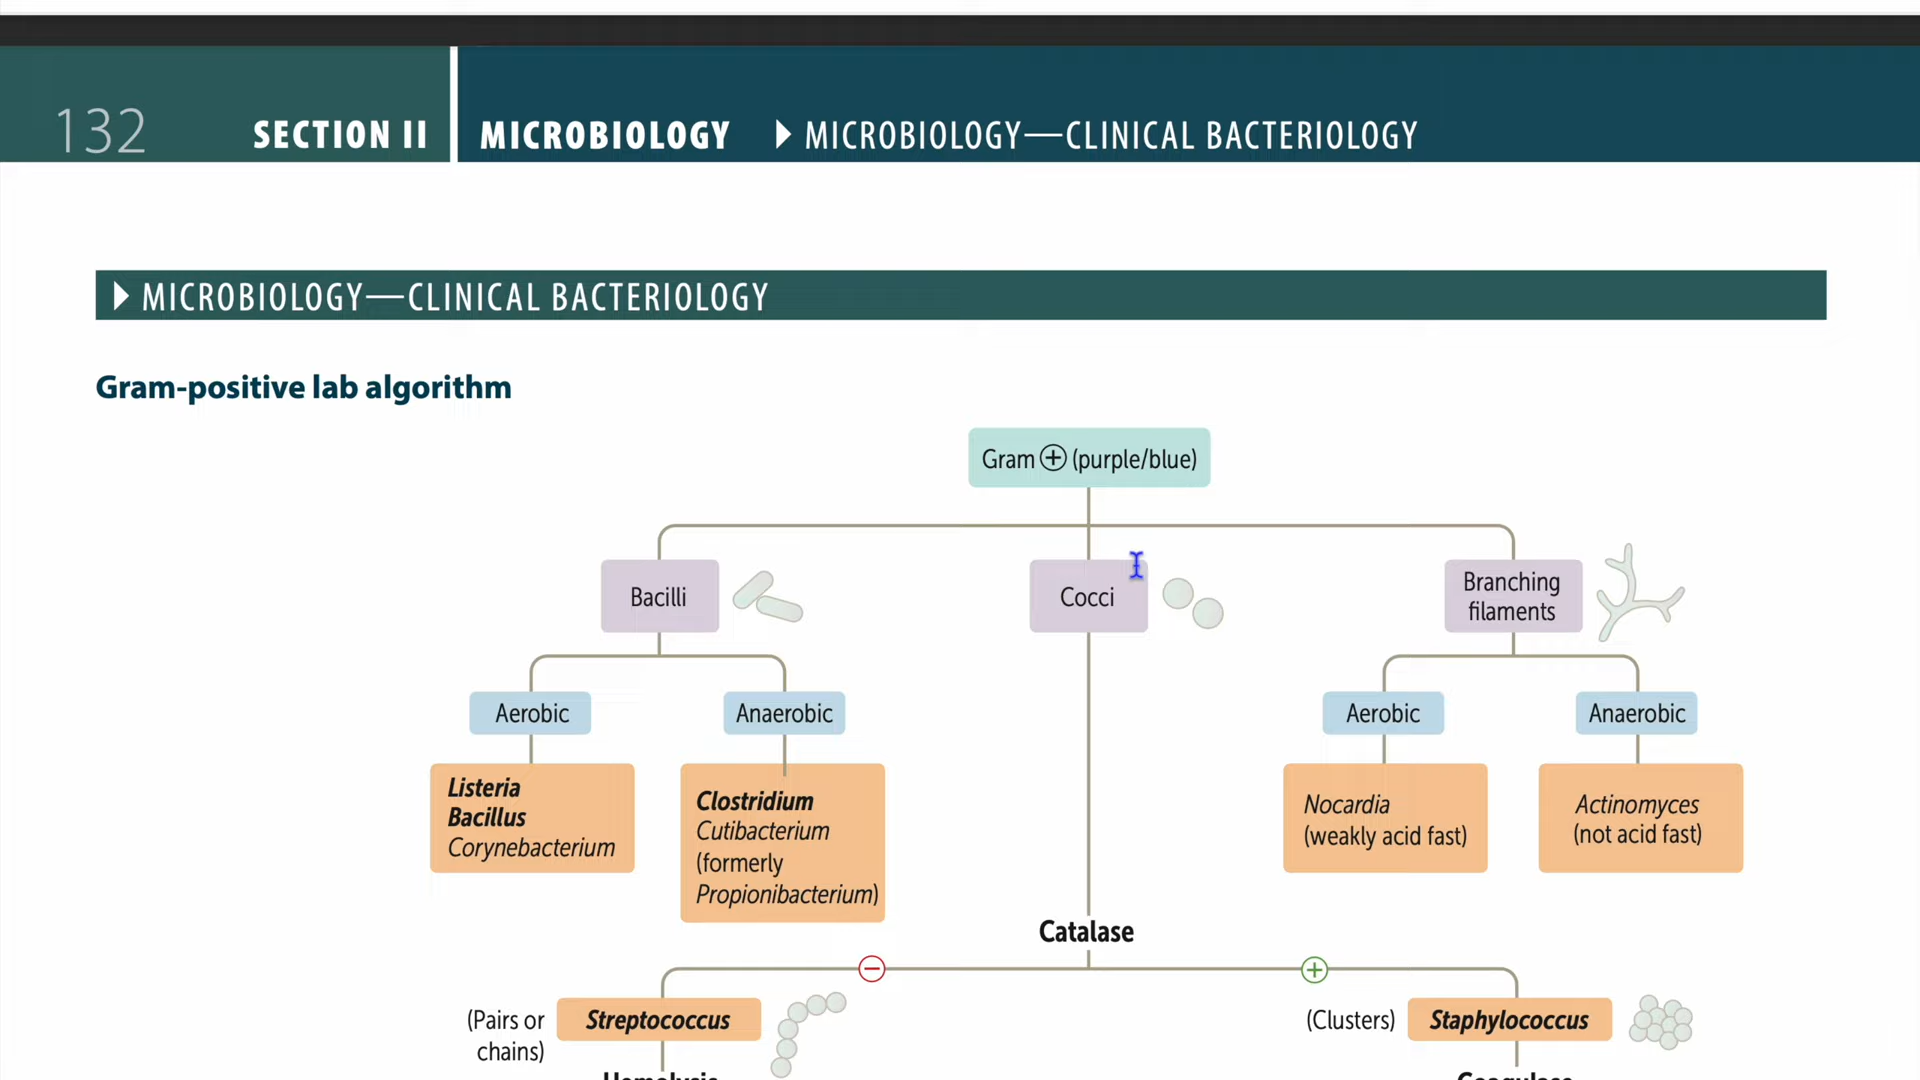 132 SECTION II MICROBIOLOGY ▶ MICROBIOLOGY—CLINICAL BACTERIOLOGY
▶ MICROBIOLOGY—CLINICAL BACTERIOLOGY
Gram-positive lab algorithm
Gram ⊕ (purple/blue)
Bacilli
Cocci
Branching
filaments
Aerobic
Anaerobic
Aerobic
Anaerobic
Listeria
Bacillus
Corynebacterium
Clostridium
Cutibacterium
(formerly
Propionibacterium)
Nocardia
(weakly acid fast)
Actinomyces
(not acid fast)
Catalase
−
+
(Pairs or
chains)
Streptococcus
(Clusters)
Staphylococcus
Hemolysis
Coagulase